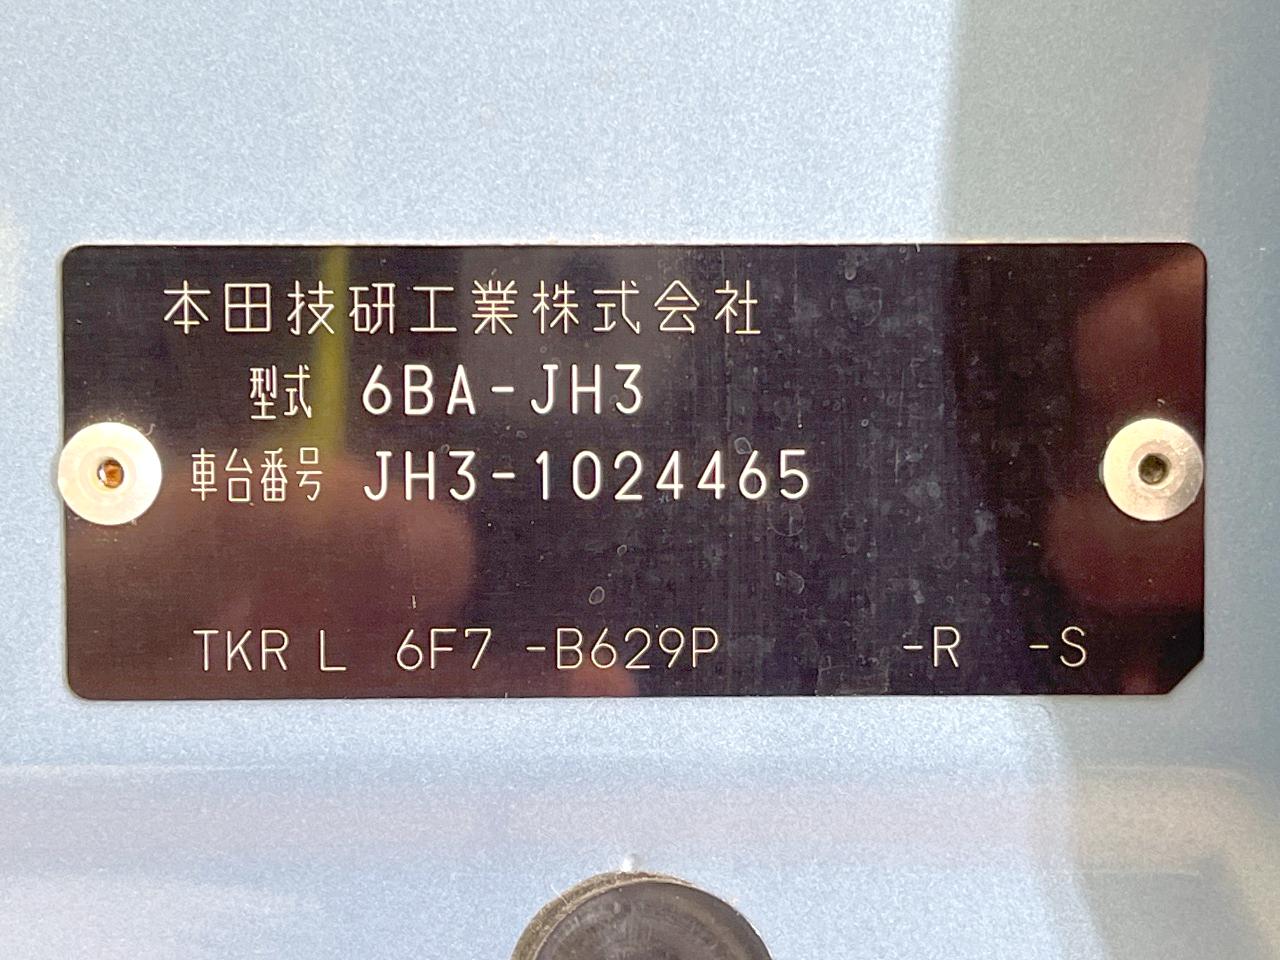 本田技研工業株式会社
型式 6BA-JH3
車台番号 JH3-1024465
TKR L 6F7 -B629P -R -S